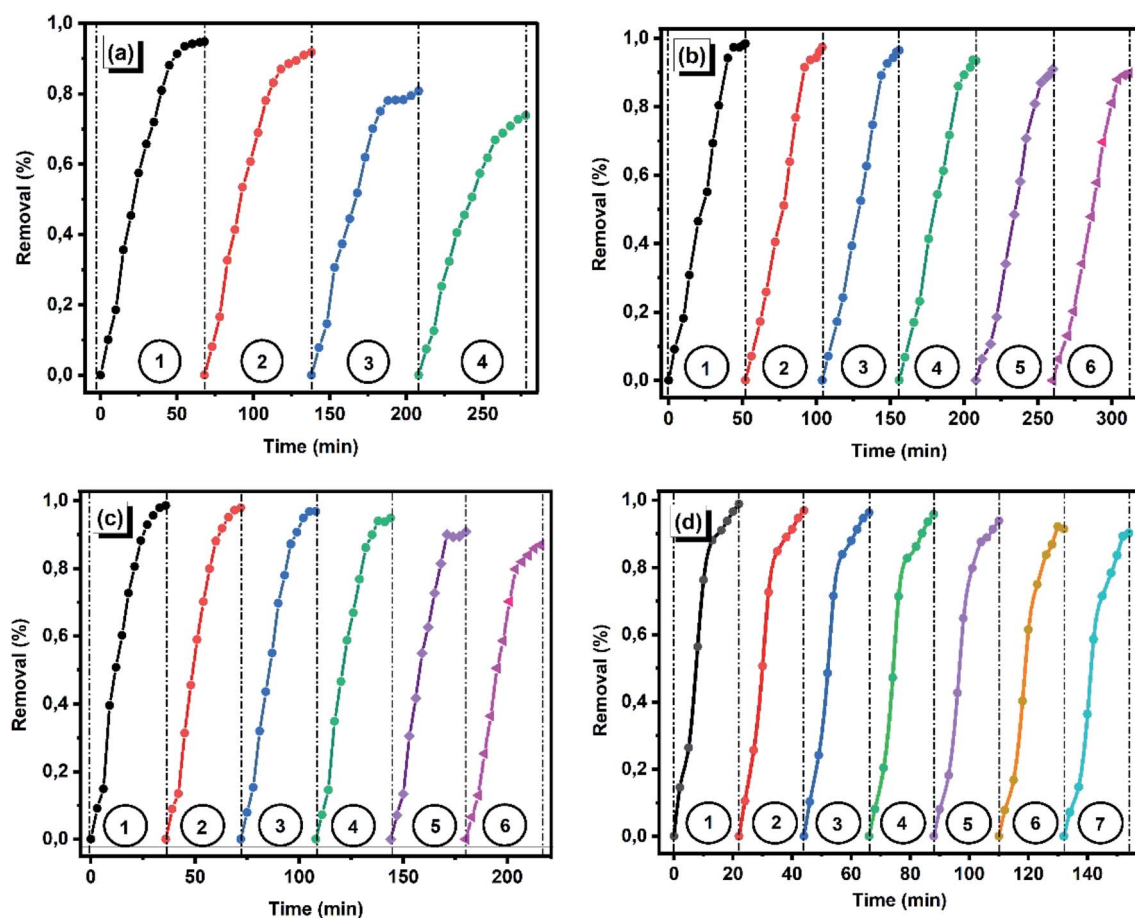 (a)
Removal (%)
1,0
0,8
0,6
0,4
0,2
0,0
1 2 3 4
0 50 100 150 200 250
Time (min)
(b)
Removal (%)
1,0
0,8
0,6
0,4
0,2
0,0
1 2 3 4 5 6
0 50 100 150 200 250 300
Time (min)
(c)
Removal (%)
1,0
0,8
0,6
0,4
0,2
0,0
1 2 3 4 5 6
0 50 100 150 200
Time (min)
(d)
Removal (%)
1,0
0,8
0,6
0,4
0,2
0,0
1 2 3 4 5 6 7
0 20 40 60 80 100 120 140
Time (min)